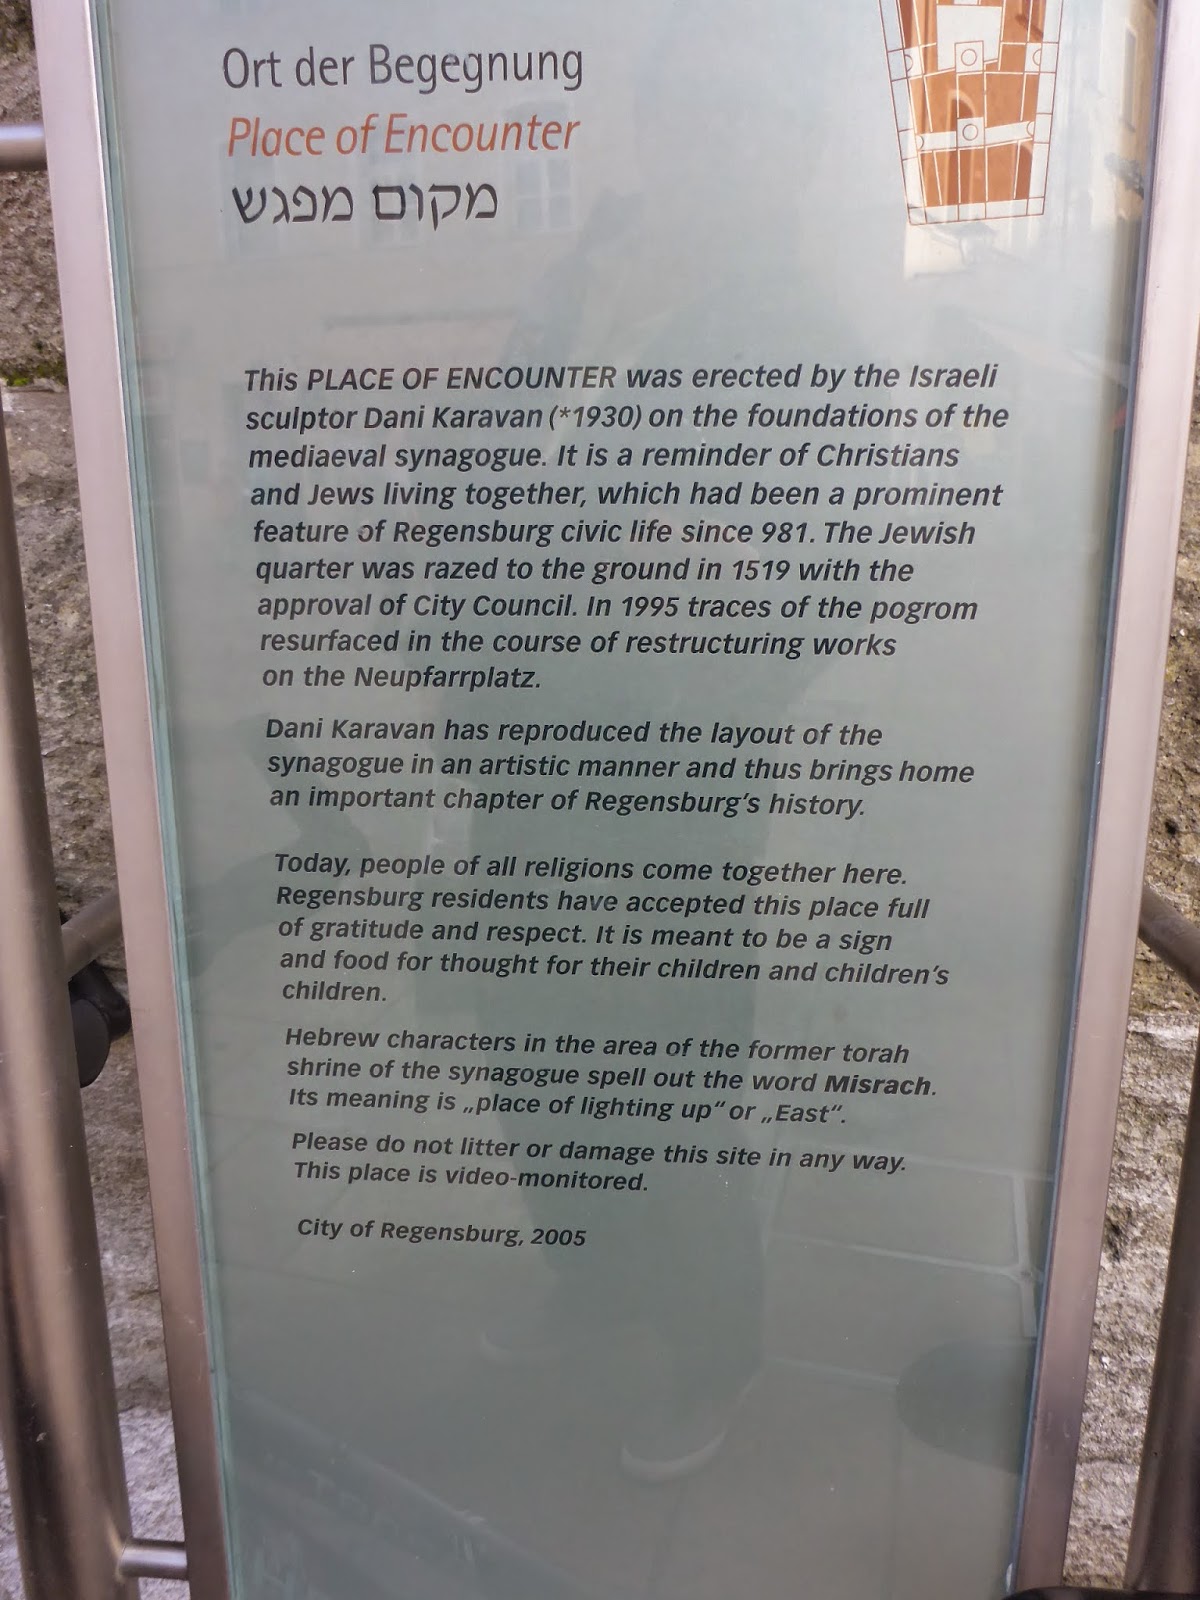 Ort der Begegnung
Place of Encounter
מקום מפגש
This PLACE OF ENCOUNTER was erected by the Israeli
sculptor Dani Karavan (*1930) on the foundations of the
mediaeval synagogue. It is a reminder of Christians
and Jews living together, which had been a prominent
feature of Regensburg civic life since 981. The Jewish
quarter was razed to the ground in 1519 with the
approval of City Council. In 1995 traces of the pogrom
resurfaced in the course of restructuring works
on the Neupfarrplatz.
Dani Karavan has reproduced the layout of the
synagogue in an artistic manner and thus brings home
an important chapter of Regensburg's history.
Today, people of all religions come together here.
Regensburg residents have accepted this place full
of gratitude and respect. It is meant to be a sign
and food for thought for their children and children's
children.
Hebrew characters in the area of the former torah
shrine of the synagogue spell out the word Misrach.
Its meaning is „place of lighting up“ or „East“.
Please do not litter or damage this site in any way.
This place is video-monitored.
City of Regensburg, 2005